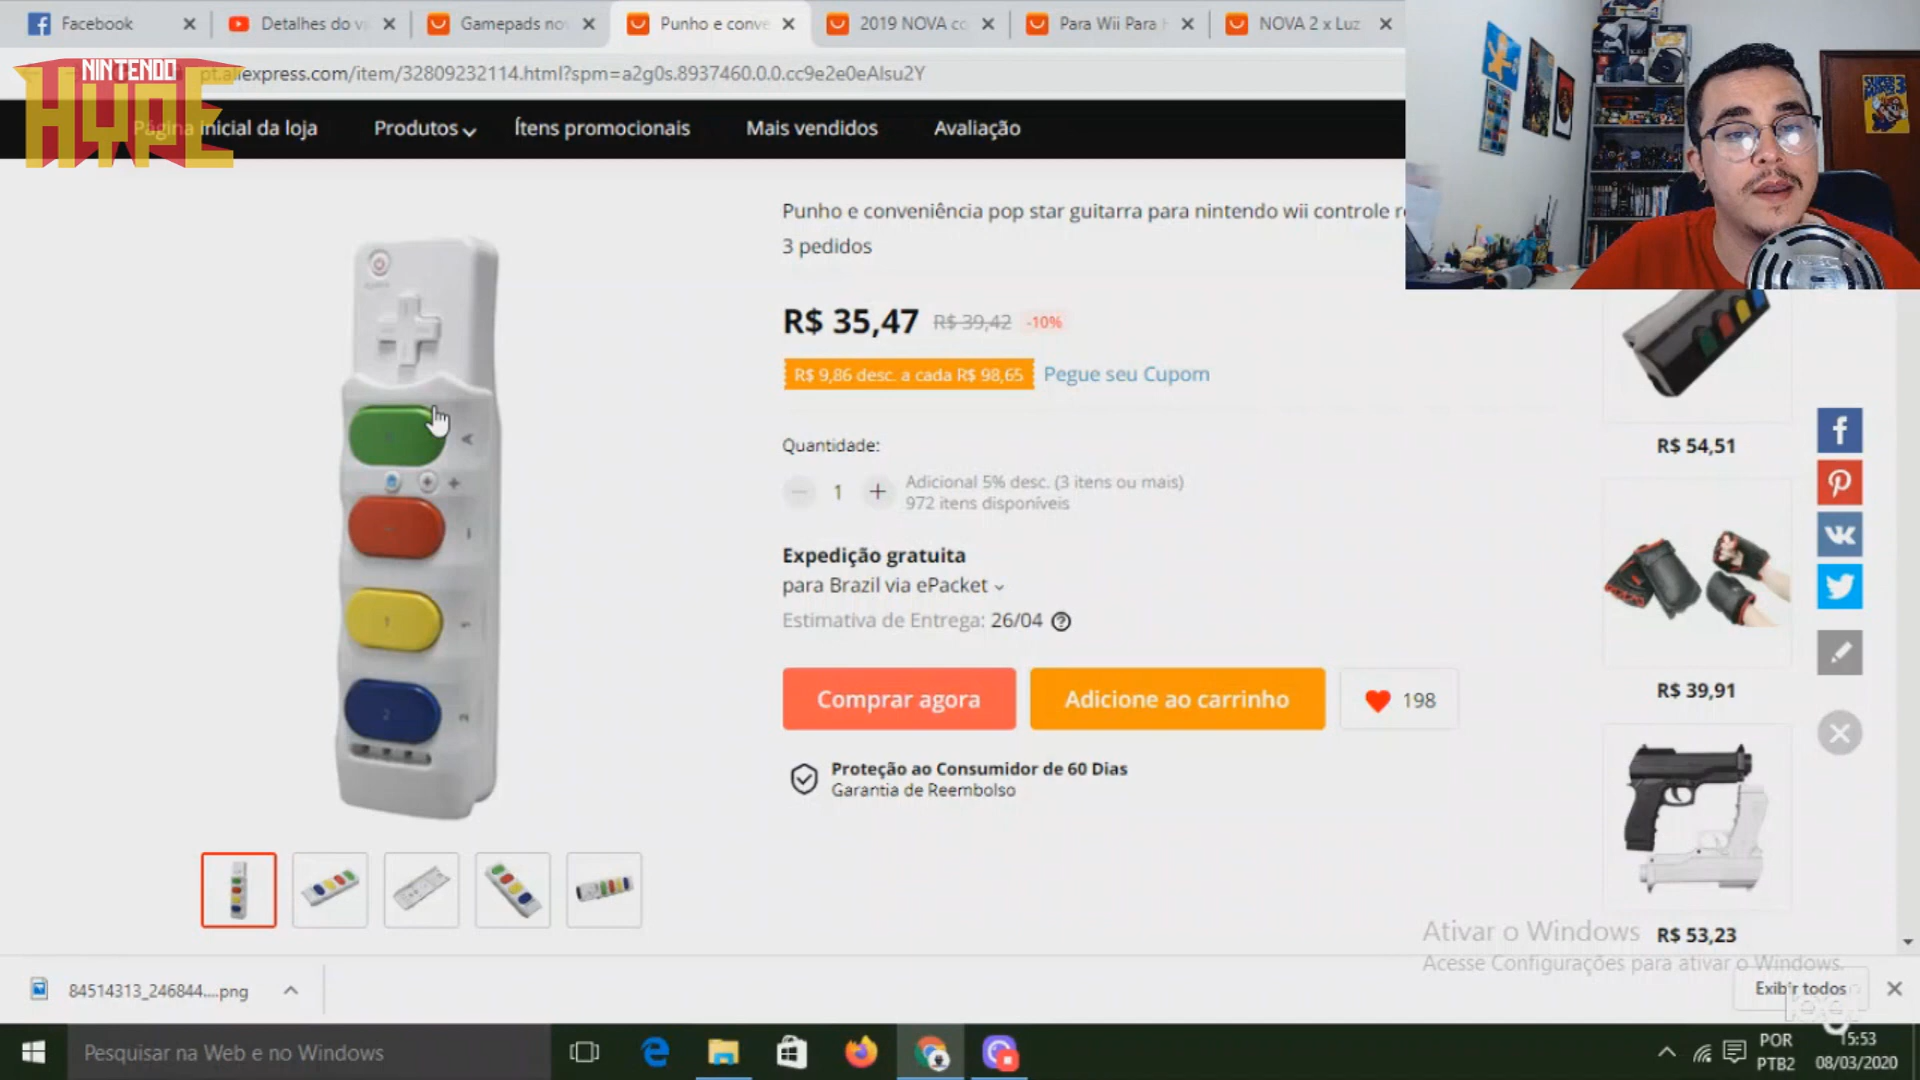 Facebook
Detalhes do v
Gamepads no
Punho e conve
2019 NOVA co
Para Wii Para H
NOVA 2 x Luz
NINTENDO
HYPE
pt.aliexpress.com/item/32809232114.html?spm=a2g0s.8937460.0.0.cc9e2e0eAlsu2Y
Página inicial da loja
Produtos
Ítens promocionais
Mais vendidos
Avaliação
Punho e conveniência pop star guitarra para nintendo wii controle r
3 pedidos
R$ 35,47 R$ 39,42 -10%
R$ 9,86 desc. a cada R$ 98,65 Pegue seu Cupom
Quantidade:
1
Adicional 5% desc. (3 itens ou mais)
972 itens disponíveis
Expedição gratuita
para Brazil via ePacket
Estimativa de Entrega: 26/04
Comprar agora
Adicione ao carrinho
198
Proteção ao Consumidor de 60 Dias
Garantia de Reembolso
R$ 54,51
R$ 39,91
R$ 53,23
Ativar o Windows
Acesse Configurações para ativar o Windows.
84514313_246844....png
Exibir todos
Pesquisar na Web e no Windows
POR
PTB2
15:53
08/03/2020